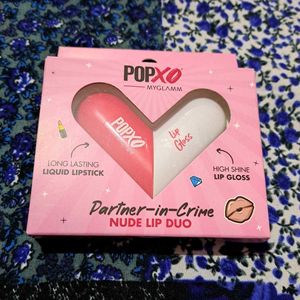 POPXO
MYGLAMM
POPXO
Lip
Gloss
LONG LASTING
LIQUID LIPSTICK
HIGH SHINE
LIP GLOSS
Partner-in-Crime
NUDE LIP DUO